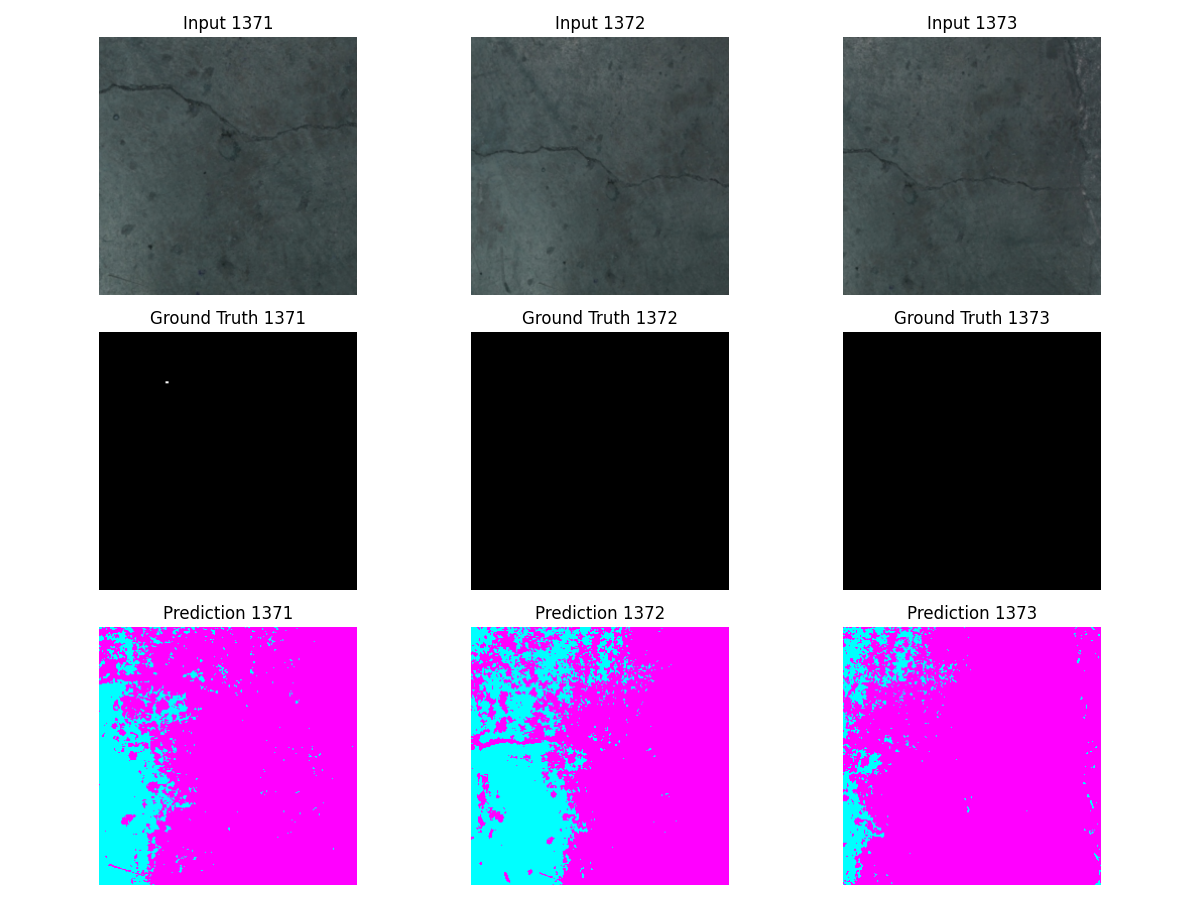 Input 1371
Input 1372
Input 1373
Ground Truth 1371
Ground Truth 1372
Ground Truth 1373
Prediction 1371
Prediction 1372
Prediction 1373